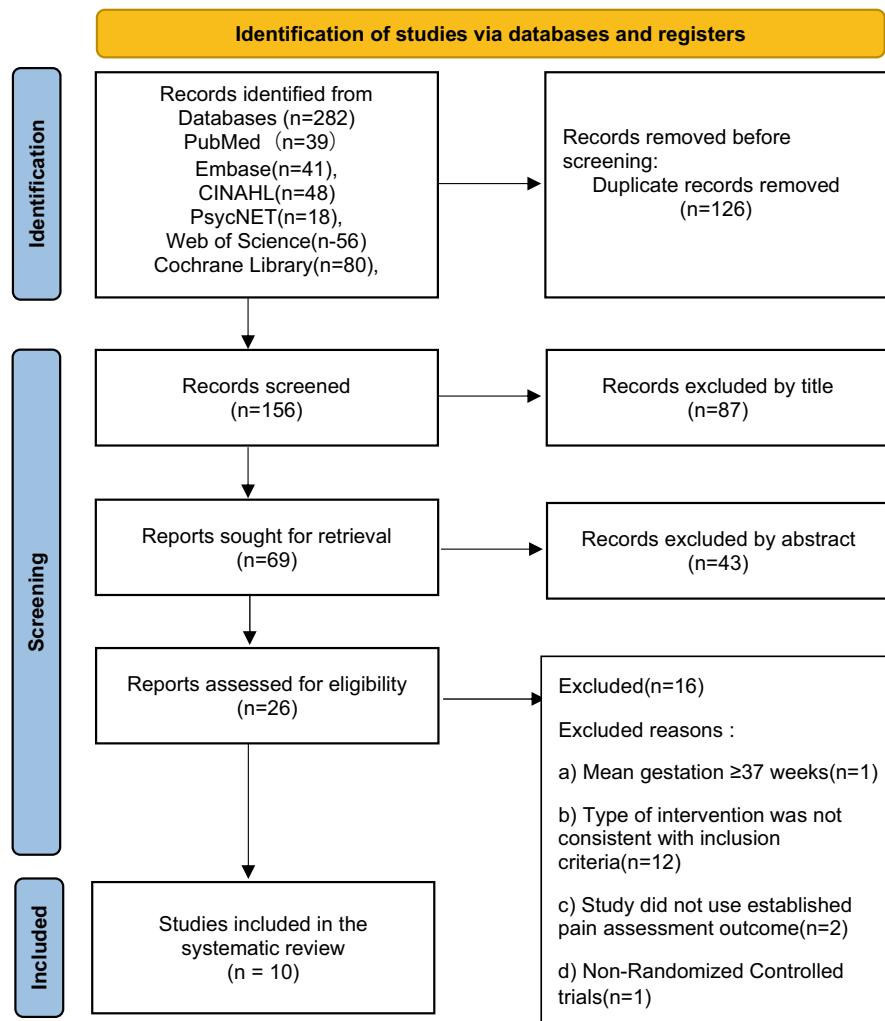 Identification of studies via databases and registers
Identification
Records identified from
Databases (n=282)
PubMed（n=39）
Embase(n=41),
CINAHL(n=48)
PsycNET(n=18),
Web of Science(n-56)
Cochrane Library(n=80),
Records removed before
screening:
Duplicate records removed
(n=126)
Screening
Records screened
(n=156)
Records excluded by title
(n=87)
Reports sought for retrieval
(n=69)
Records excluded by abstract
(n=43)
Reports assessed for eligibility
(n=26)
Excluded(n=16)
Excluded reasons :
a) Mean gestation ≥37 weeks(n=1)
b) Type of intervention was not
consistent with inclusion
criteria(n=12)
c) Study did not use established
pain assessment outcome(n=2)
d) Non-Randomized Controlled
trials(n=1)
Included
Studies included in the
systematic review
(n = 10)